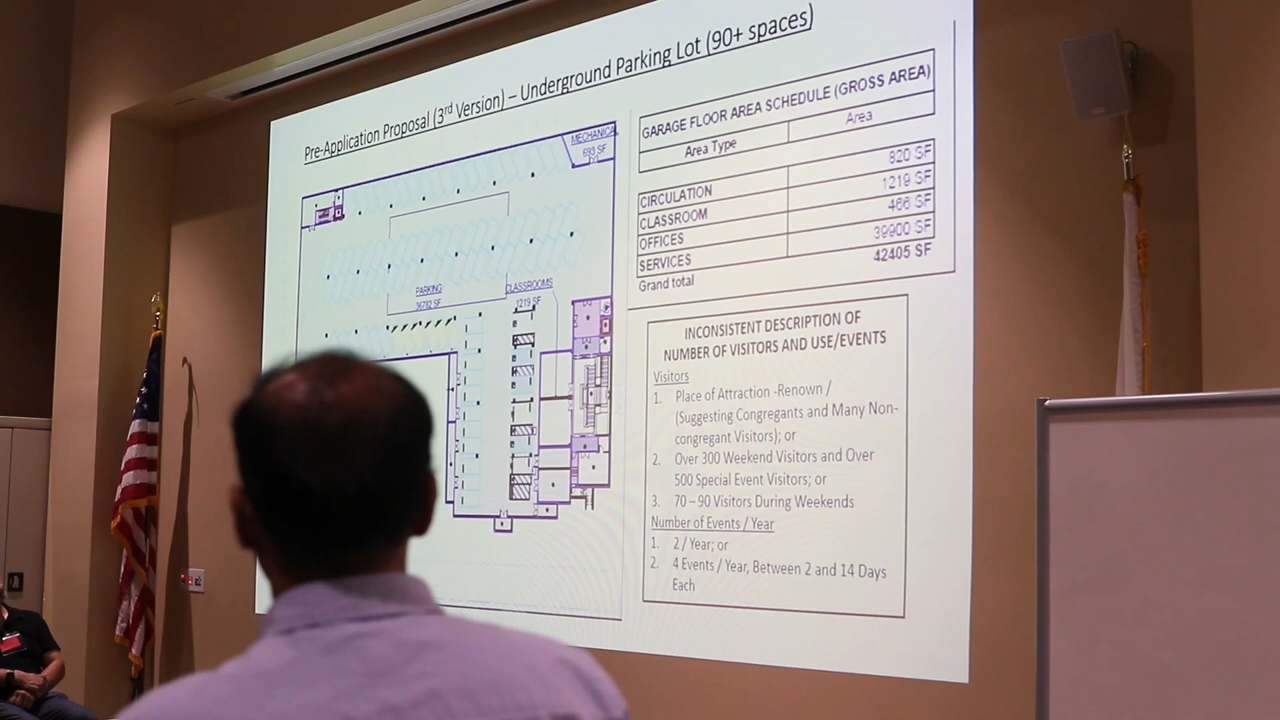 Pre-Application Proposal (3rd Version) – Underground Parking Lot (90+ spaces)
MECHANICA
693 SF
PARKING
36782 SF
CLASSROOMS
1219 SF
GARAGE FLOOR AREA SCHEDULE (GROSS AREA)
Area Type Area
CIRCULATION 820 SF
CLASSROOM 1219 SF
OFFICES 466 SF
SERVICES 39900 SF
Grand total 42405 SF
INCONSISTENT DESCRIPTION OF
NUMBER OF VISITORS AND USE/EVENTS
Visitors
1. Place of Attraction -Renown /
(Suggesting Congregants and Many Non-
congregant Visitors); or
2. Over 300 Weekend Visitors and Over
500 Special Event Visitors; or
3. 70 – 90 Visitors During Weekends
Number of Events / Year
1. 2 / Year; or
2. 4 Events / Year, Between 2 and 14 Days
Each